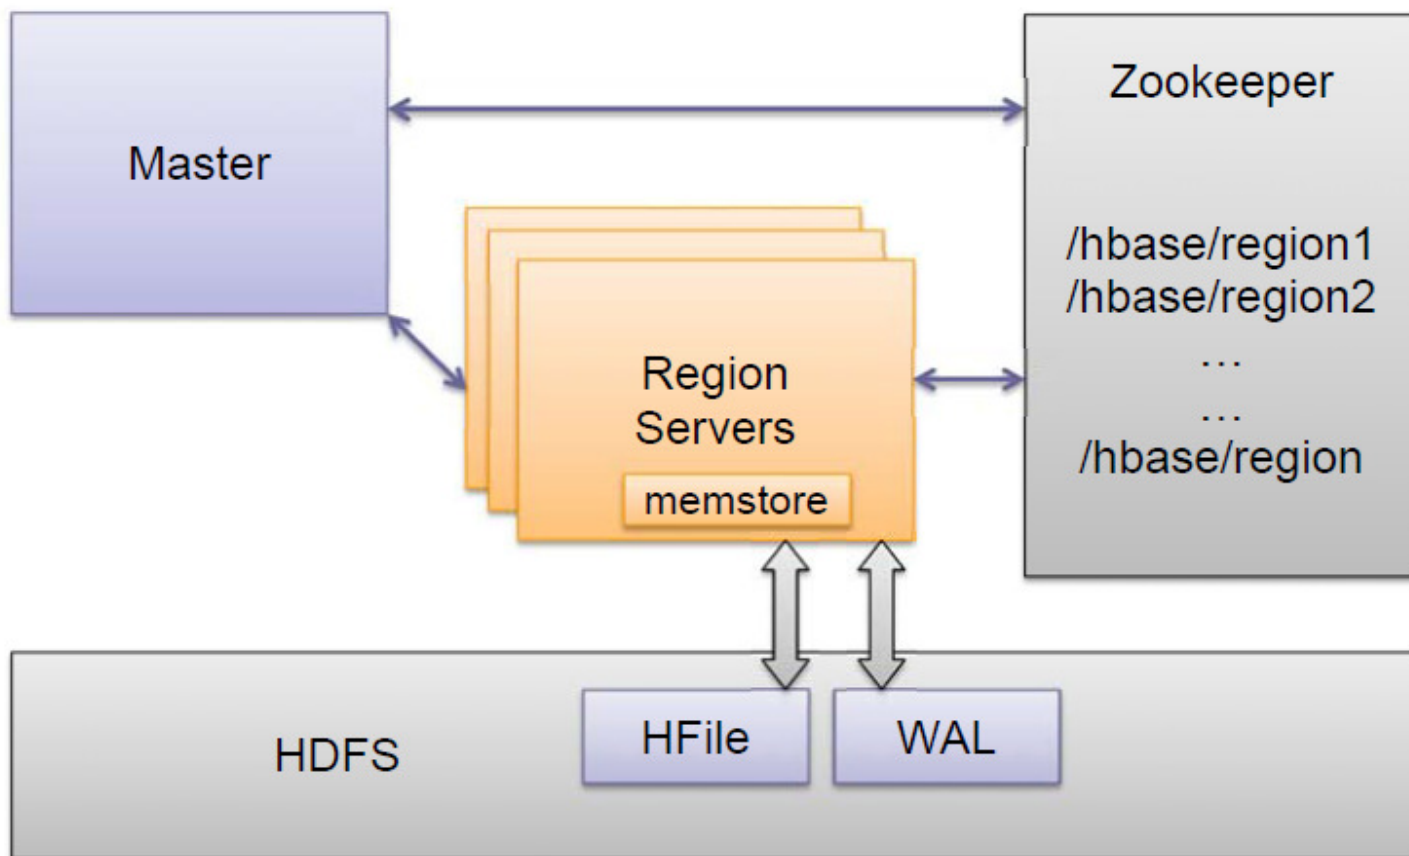 Master
Zookeeper
/hbase/region1
/hbase/region2
...
...
/hbase/region
Region
Servers
memstore
HDFS
HFile
WAL